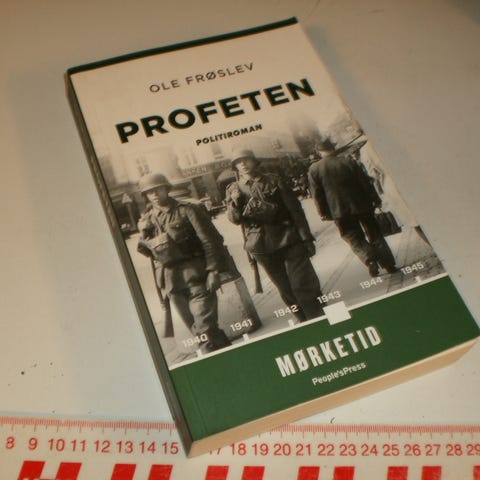 OLE FRØSLEV
PROFETEN
POLITIROMAN
1940 1941 1942 1943 1944 1945
MØRKETID
People'sPress
8 9 10 11 12 13 14 15 17 18 19 20 21 22 23 24 25 26 27 28 29